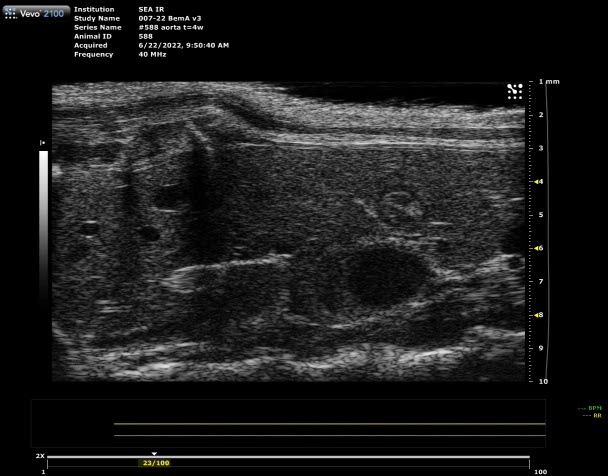 Vevo 2100
Institution SEA IR
Study Name 007-22 BemA v3
Series Name #588 aorta t=4w
Animal ID 588
Acquired 6/22/2022, 9:50:40 AM
Frequency 40 MHz
1 mm
2
3
4
5
6
7
8
9
10
--- BPM
--- RR
2X
23/100
1 100